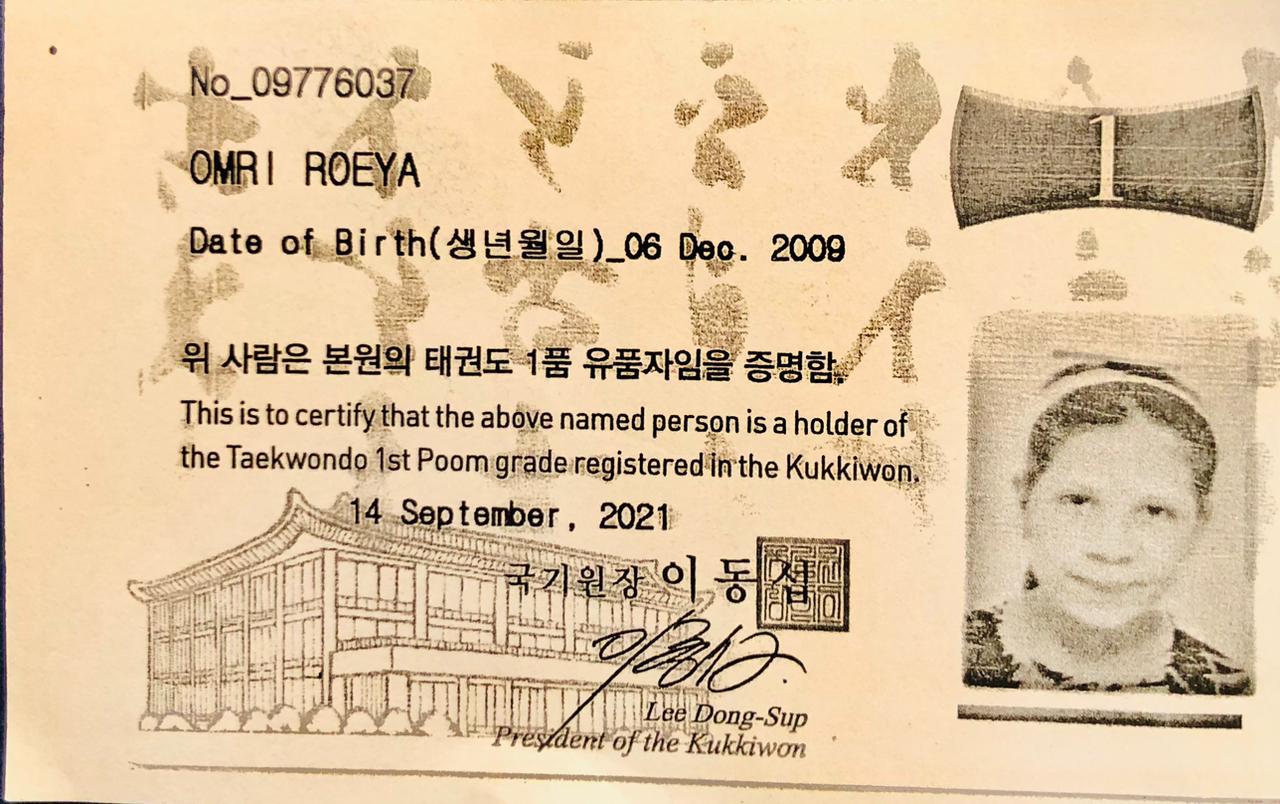 No_09776037
1
OMRI ROEYA
Date of Birth(생년월일)_06 Dec. 2009
위 사람은 본원의 태권도 1품 유품자임을 증명함.
This is to certify that the above named person is a holder of
the Taekwondo 1st Poom grade registered in the Kukkiwon.
14 September, 2021
국기원장 이동섭
Lee Dong-Sup
President of the Kukkiwon